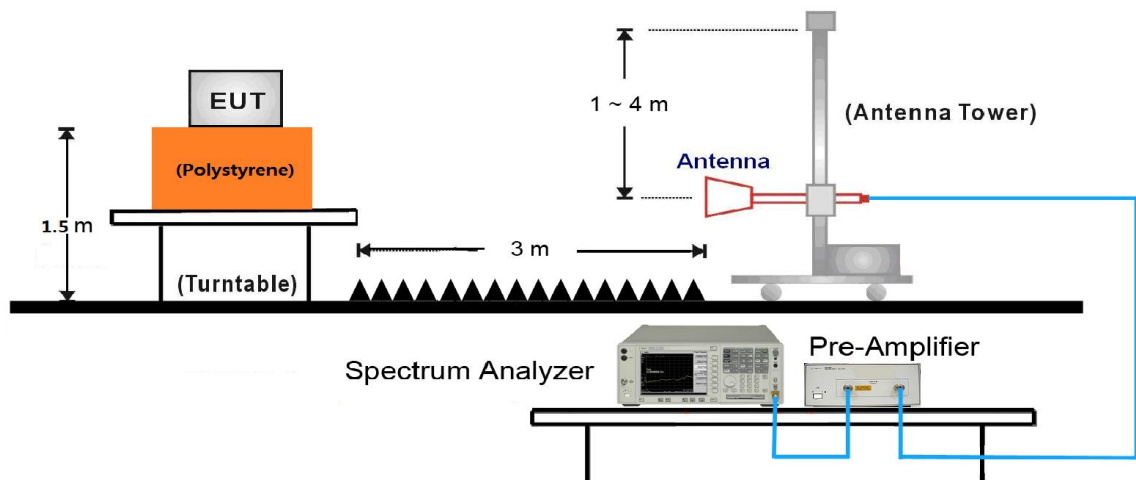 EUT
(Polystyrene)
1.5 m
(Turntable)
3 m
1 ~ 4 m
Antenna
(Antenna Tower)
Spectrum Analyzer
Pre-Amplifier